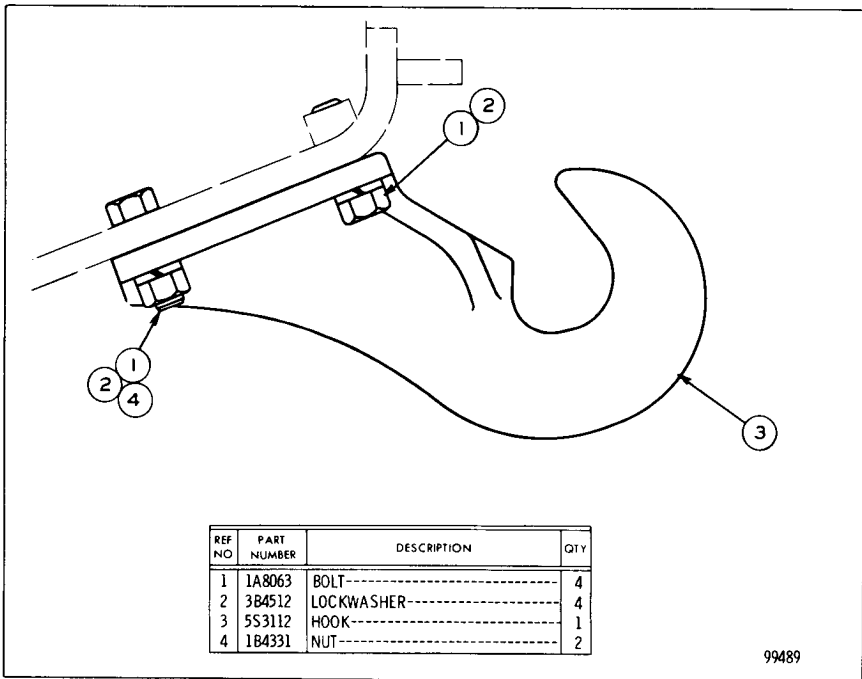 2
1
1
2
4
3
REF NO PART NUMBER DESCRIPTION QTY
1 1A8063 BOLT 4
2 3B4512 LOCKWASHER 4
3 5S3112 HOOK 1
4 1B4331 NUT 2
99489